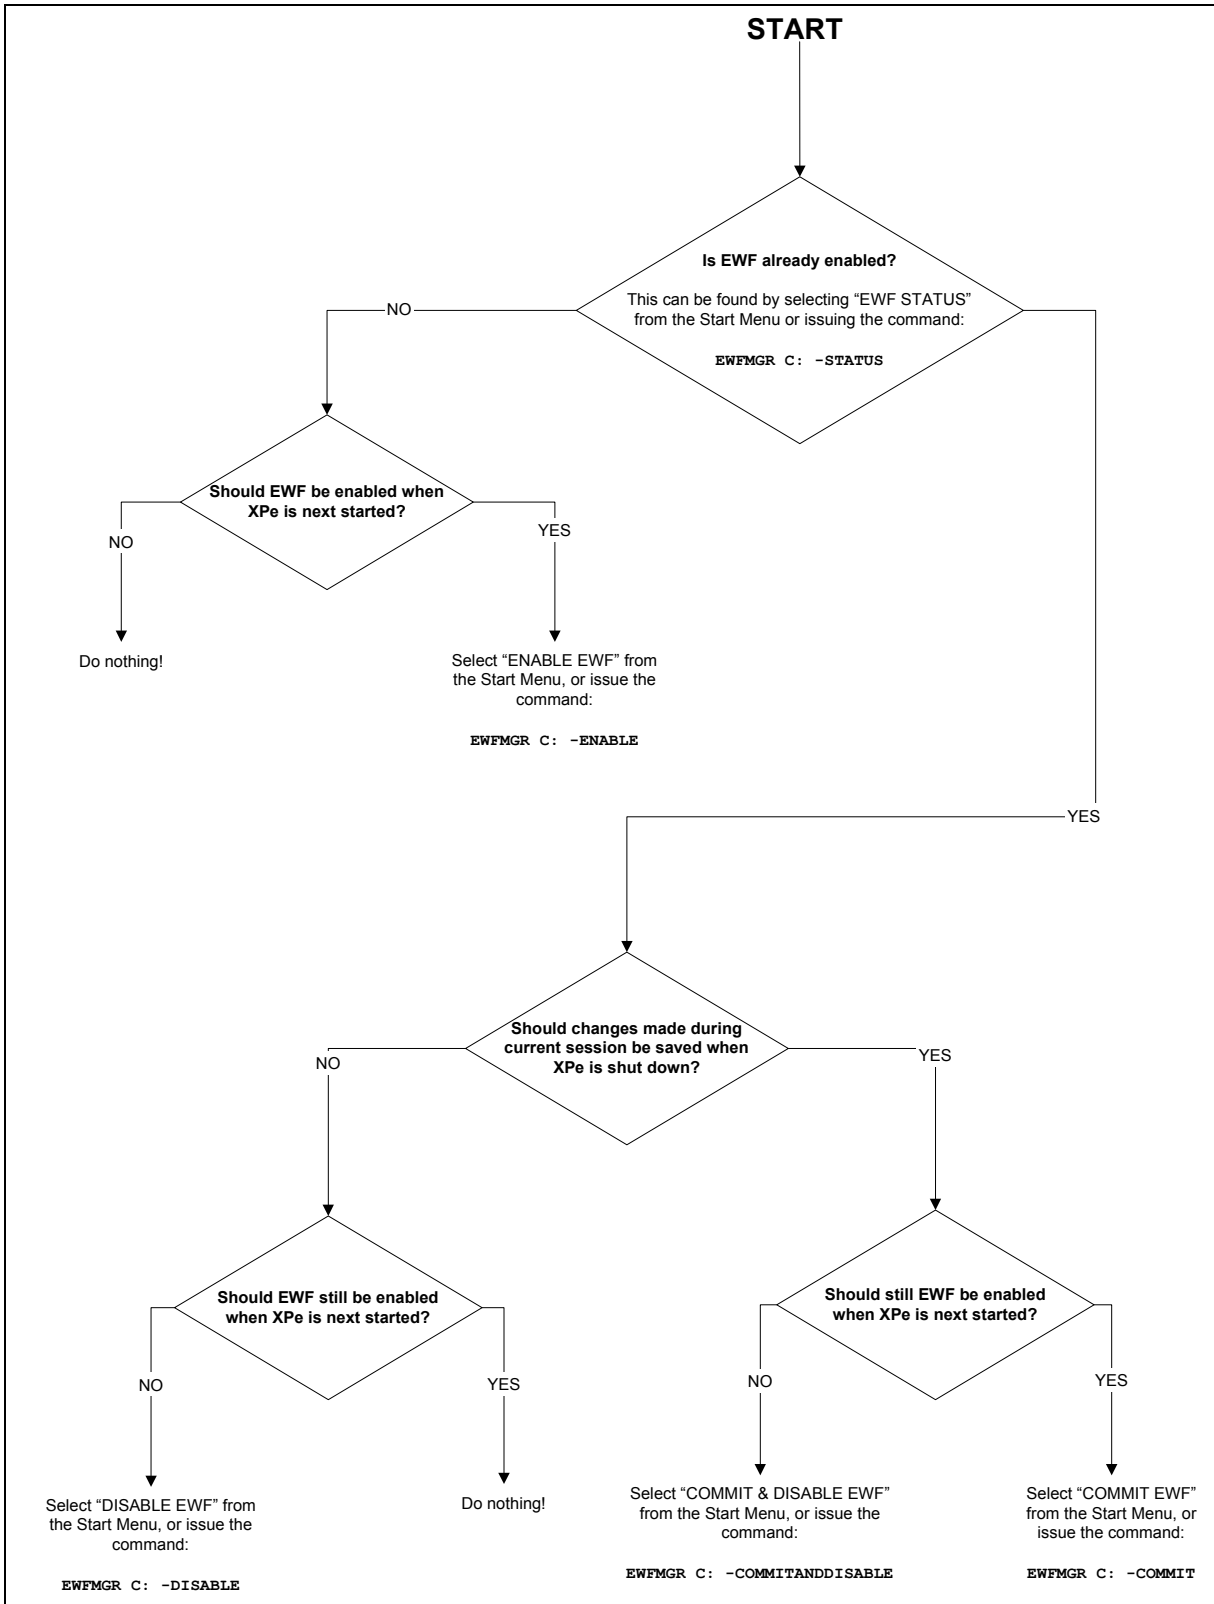 START
Is EWF already enabled?
This can be found by selecting “EWF STATUS”
from the Start Menu or issuing the command:
EWFMGR C: -STATUS
NO
Should EWF be enabled when
XPe is next started?
NO
YES
Do nothing!
Select “ENABLE EWF” from
the Start Menu, or issue the
command:
EWFMGR C: -ENABLE
YES
Should changes made during
current session be saved when
XPe is shut down?
NO
YES
Should EWF still be enabled
when XPe is next started?
NO
YES
Select “DISABLE EWF” from
the Start Menu, or issue the
command:
EWFMGR C: -DISABLE
Do nothing!
Should still EWF be enabled
when XPe is next started?
NO
YES
Select “COMMIT & DISABLE EWF”
from the Start Menu, or issue the
command:
EWFMGR C: -COMMITANDDISABLE
Select “COMMIT EWF”
from the Start Menu, or
issue the command:
EWFMGR C: -COMMIT